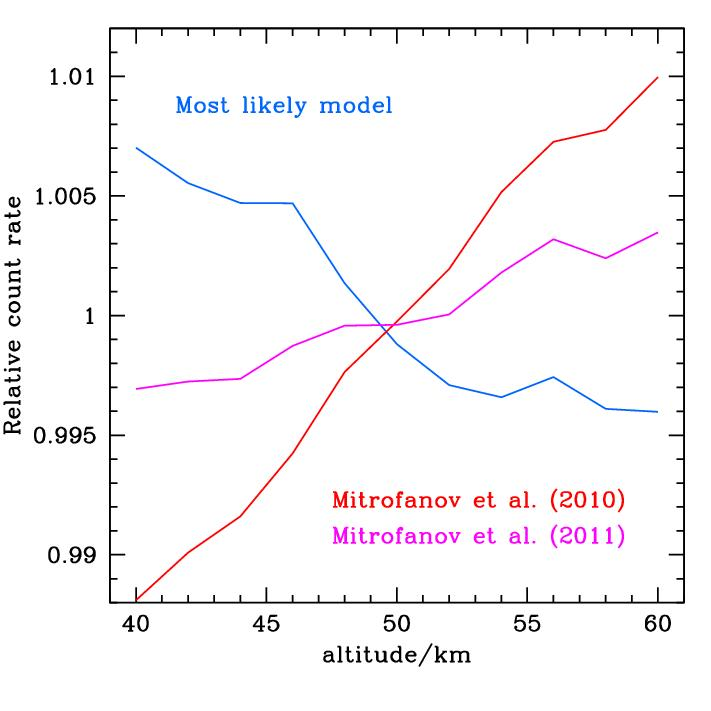 1.01
Most likely model
1.005
Relative count rate
1
0.995
Mitrofanov et al. (2010)
Mitrofanov et al. (2011)
0.99
40 45 50 55 60
altitude/km